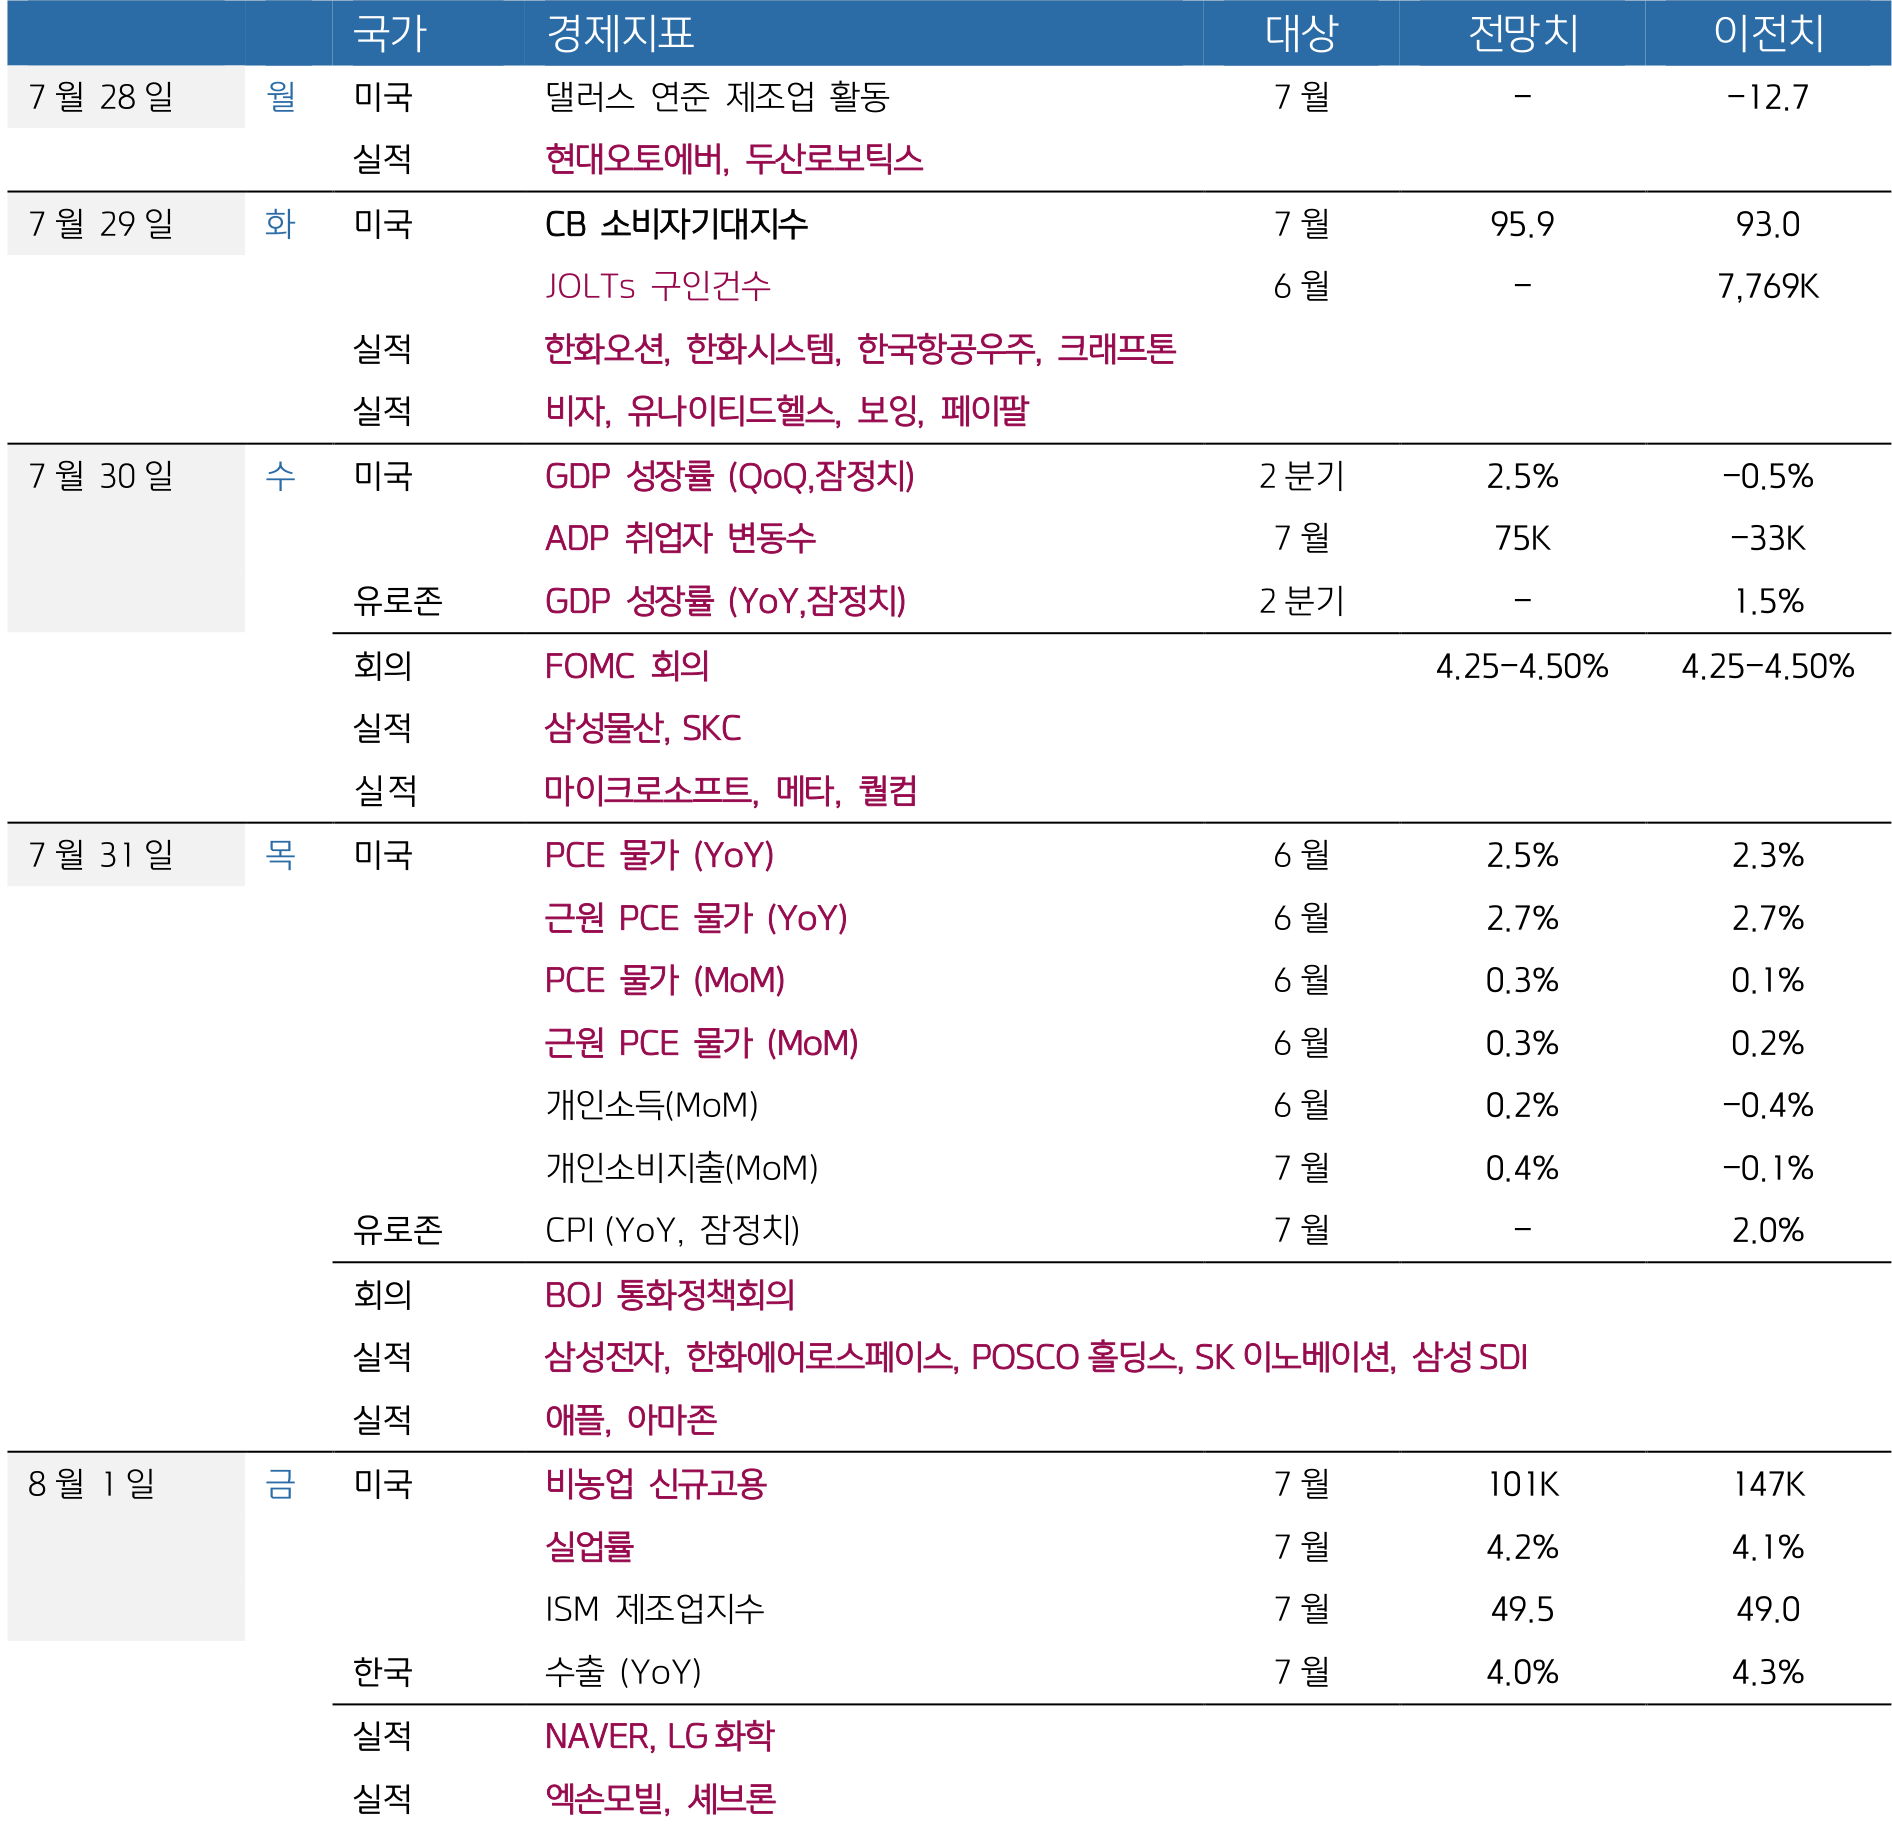 국가 경제지표 대상 전망치 이전치
7월 28일 월 미국 댈러스 연준 제조업 활동 7월 - -12.7
실적 현대오토에버, 두산로보틱스
7월 29일 화 미국 CB 소비자기대지수 7월 95.9 93.0
JOLTs 구인건수 6월 - 7,769K
실적 한화오션, 한화시스템, 한국항공우주, 크래프톤
실적 비자, 유나이티드헬스, 보잉, 페이팔
7월 30일 수 미국 GDP 성장률 (QoQ,잠정치) 2분기 2.5% -0.5%
ADP 취업자 변동수 7월 75K -33K
유로존 GDP 성장률 (YoY,잠정치) 2분기 - 1.5%
회의 FOMC 회의 4.25-4.50% 4.25-4.50%
실적 삼성물산, SKC
실적 마이크로소프트, 메타, 퀄컴
7월 31일 목 미국 PCE 물가 (YoY) 6월 2.5% 2.3%
근원 PCE 물가 (YoY) 6월 2.7% 2.7%
PCE 물가 (MoM) 6월 0.3% 0.1%
근원 PCE 물가 (MoM) 6월 0.3% 0.2%
개인소득(MoM) 6월 0.2% -0.4%
개인소비지출(MoM) 7월 0.4% -0.1%
유로존 CPI (YoY, 잠정치) 7월 - 2.0%
회의 BOJ 통화정책회의
실적 삼성전자, 한화에어로스페이스, POSCO홀딩스, SK이노베이션, 삼성SDI
실적 애플, 아마존
8월 1일 금 미국 비농업 신규고용 7월 101K 147K
실업률 7월 4.2% 4.1%
ISM 제조업지수 7월 49.5 49.0
한국 수출 (YoY) 7월 4.0% 4.3%
실적 NAVER, LG화학
실적 엑손모빌, 셰브론